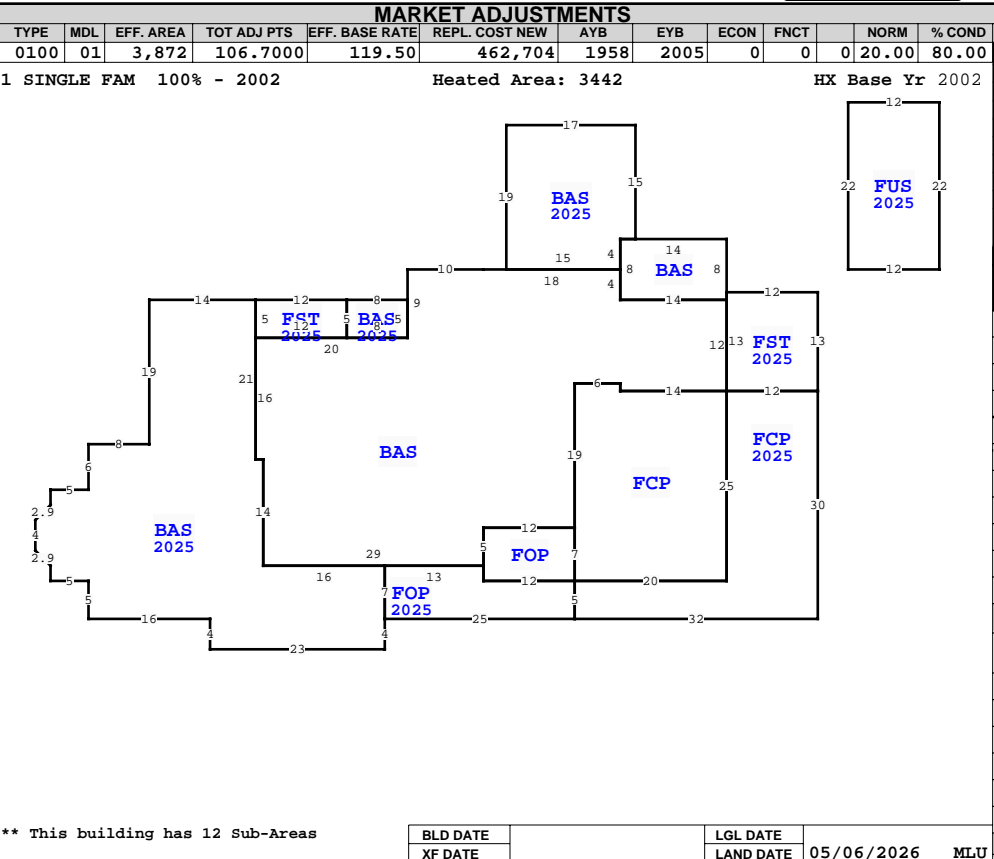 MARKET ADJUSTMENTS
TYPE MDL EFF. AREA TOT ADJ PTS EFF. BASE RATE REPL. COST NEW AYB EYB ECON FNCT NORM % COND
0100 01 3,872 106.7000 119.50 462,704 1958 2005 0 0 0 20.00 80.00
1 SINGLE FAM 100% - 2002 Heated Area: 3442 HX Base Yr 2002
12
17
22 FUS 22
2025
15
19 BAS
2025
14
15 4
10 8 BAS 8 12
18 4
12
14 12 8 9 14
5 FST 5 BAS 5
12 8
2025 2025
20
12 13 FST 13
2025
21 19
16
6 14 12
8
BAS 19 FCP
2025
6 FCP 25
5
2.9 14 30
4 BAS 12
2025
2.9 29 5 FOP 7
5 16 13 12 20
7 FOP
2025
5 5
16 25 32
4 4
23
** This building has 12 Sub-Areas
BLD DATE LGL DATE
XF DATE LAND DATE 05/06/2026 MLU